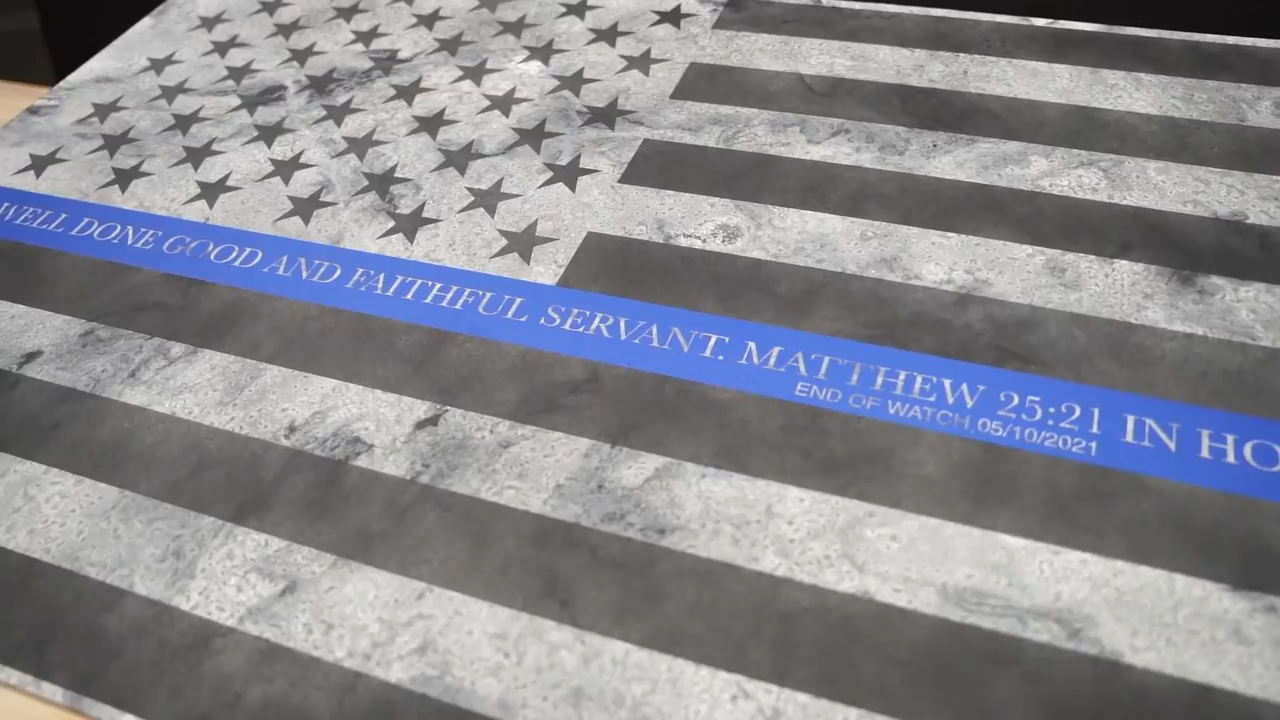 WELL DONE GOOD AND FAITHFUL SERVANT. MATTHEW 25:21 IN HO
END OF WATCH 05/10/2021